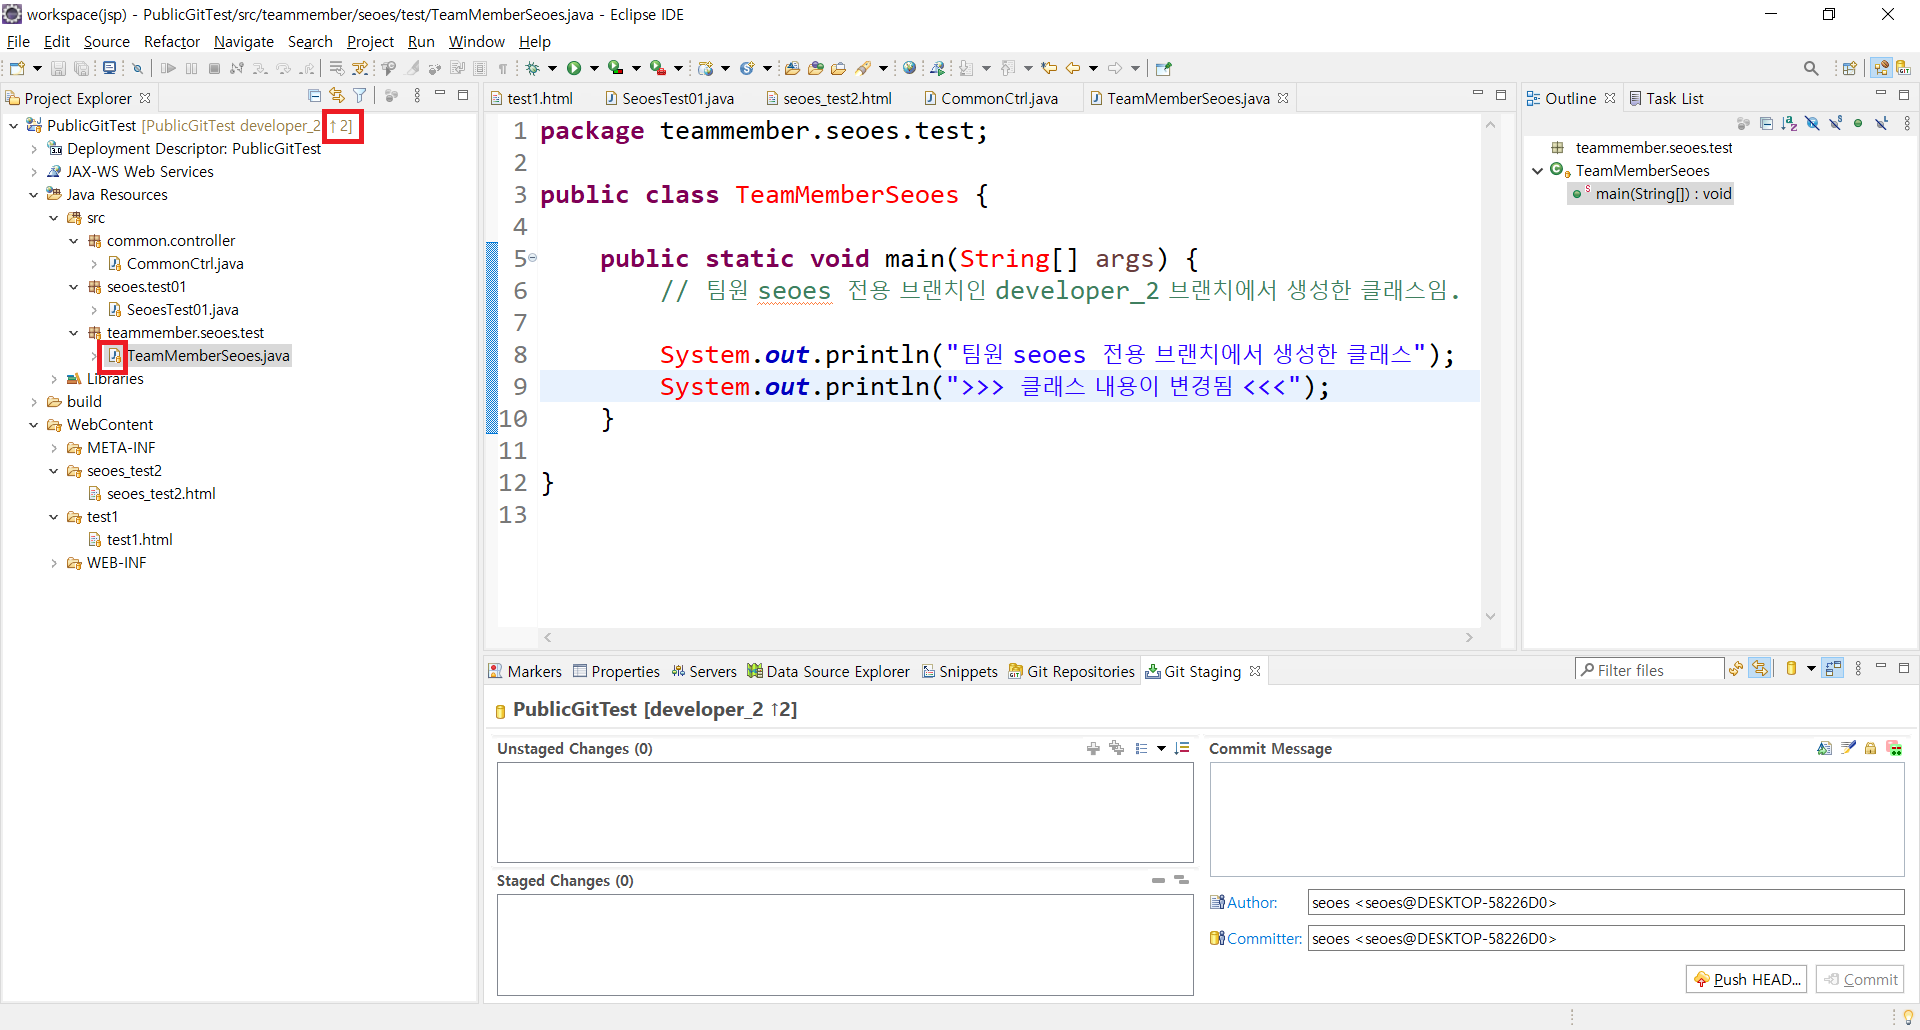 workspace(jsp) - PublicGitTest/src/teammember/seoes/test/TeamMemberSeoes.java - Eclipse IDE
File Edit Source Refactor Navigate Search Project Run Window Help
Project Explorer
PublicGitTest [PublicGitTest developer_2 ↑2]
Deployment Descriptor: PublicGitTest
JAX-WS Web Services
Java Resources
src
common.controller
CommonCtrl.java
seoes.test01
SeoesTest01.java
teammember.seoes.test
TeamMemberSeoes.java
Libraries
build
WebContent
META-INF
seoes_test2
seoes_test2.html
test1
test1.html
WEB-INF
test1.html SeoesTest01.java seoes_test2.html CommonCtrl.java TeamMemberSeoes.java
1 package teammember.seoes.test;
2
3 public class TeamMemberSeoes {
4
5 public static void main(String[] args) {
6 // 팀원 seoes 전용 브랜치인 developer_2 브랜치에서 생성한 클래스임.
7
8 System.out.println("팀원 seoes 전용 브랜치에서 생성한 클래스");
9 System.out.println(">>> 클래스 내용이 변경됨 <<<");
10 }
11
12 }
13
Outline Task List
teammember.seoes.test
TeamMemberSeoes
main(String[]) : void
Markers Properties Servers Data Source Explorer Snippets Git Repositories Git Staging
Filter files
PublicGitTest [developer_2 ↑2]
Unstaged Changes (0)
Staged Changes (0)
Commit Message
Author: seoes <seoes@DESKTOP-58226D0>
Committer: seoes <seoes@DESKTOP-58226D0>
Push HEAD... Commit